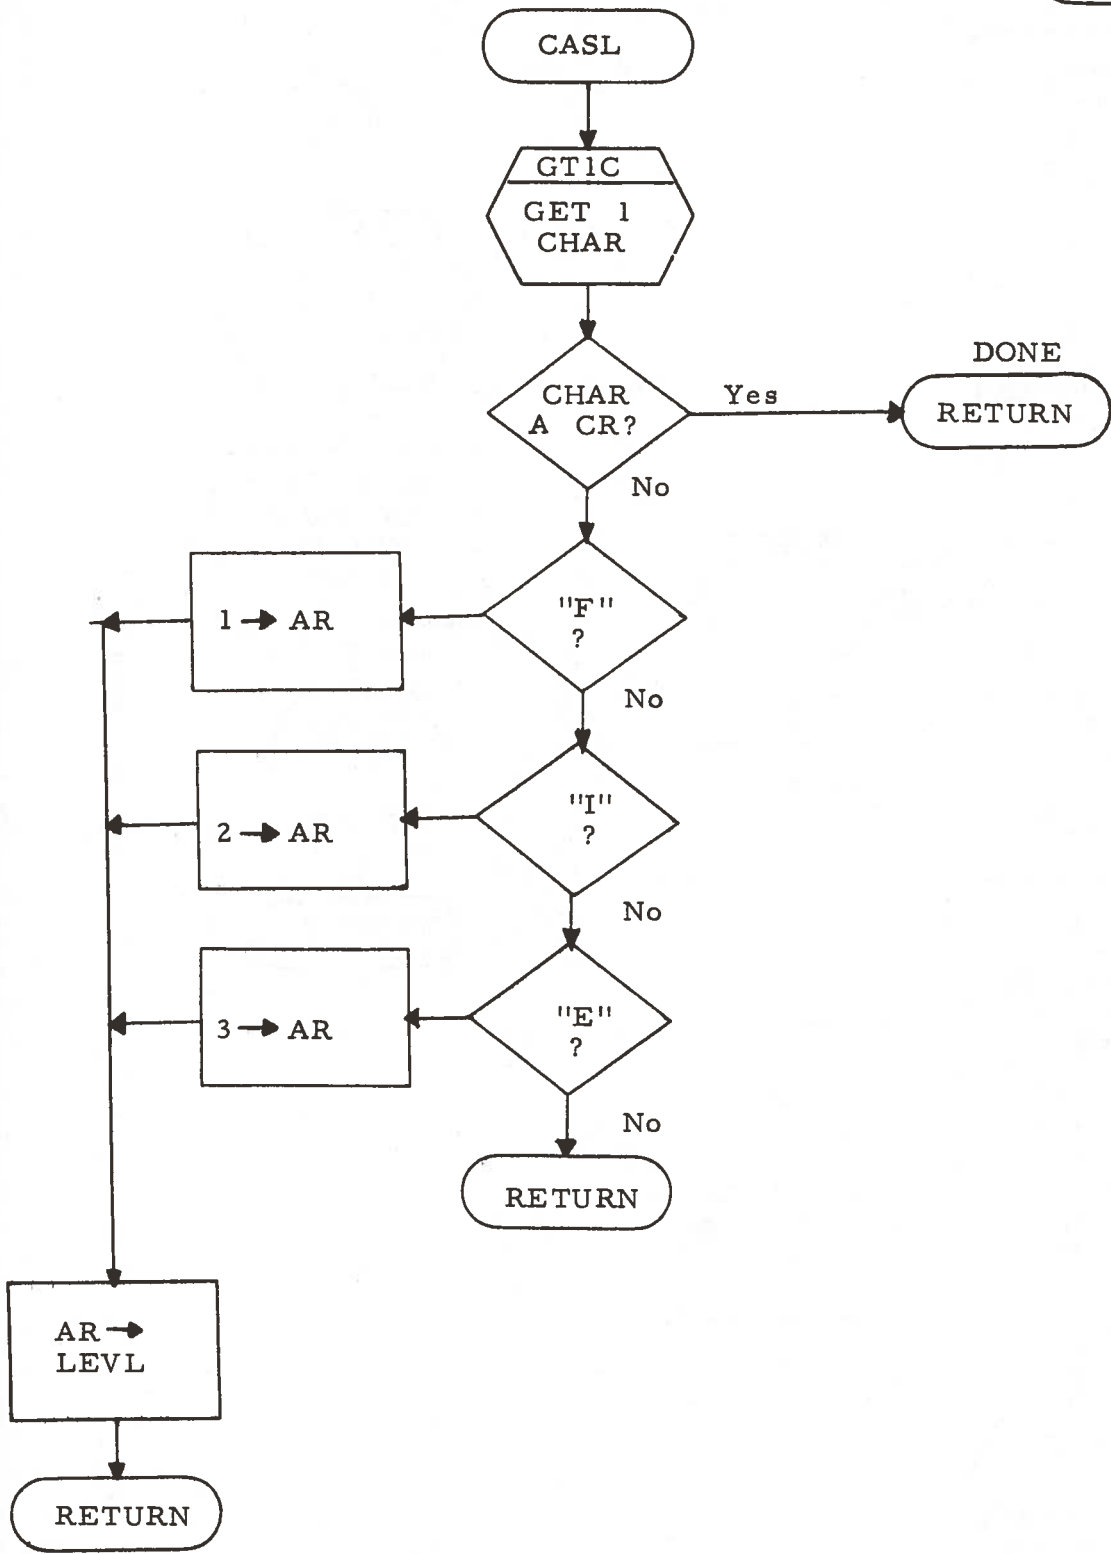 CASL
GT1C
GET 1
CHAR
CHAR
A CR?
Yes
DONE
RETURN
No
"F"
?
1 → AR
No
"I"
?
2 → AR
No
"E"
?
3 → AR
No
RETURN
AR →
LEVL
RETURN